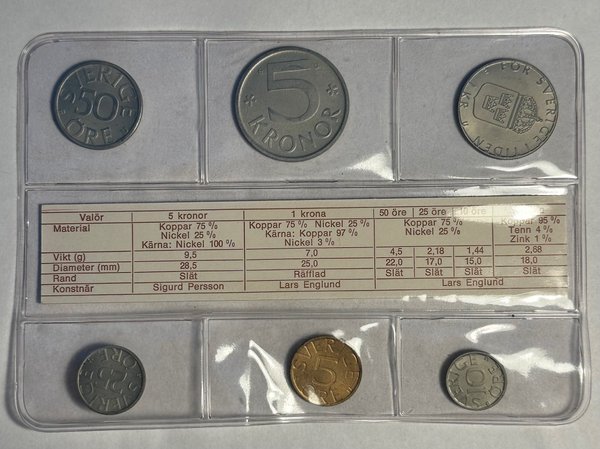 SVERIGE
50
ÖRE
5
KRONOR
FÖR SVERIGE I TIDEN
1 KR
Valör 5 kronor 1 krona 50 öre 25 öre 10 öre
Material Koppar 75 % Koppar 75 % Nickel 25 % Koppar 75 % Koppar 95 %
Nickel 25 % Kärna: Koppar 97 % Nickel 25 % Tenn 4 %
Kärna: Nickel 100 % Nickel 3 % Zink 1 %
Vikt (g) 9,5 7,0 4,5 2,18 1,44 2,68
Diameter (mm) 28,5 25,0 22,0 17,0 15,0 18,0
Rand Slät Räfflad Slät Slät Slät Slät
Konstnär Sigurd Persson Lars Englund Lars Englund
SVERIGE
25
ÖRE
SVERIGE
5
ÖRE
SVERIGE
10
ÖRE